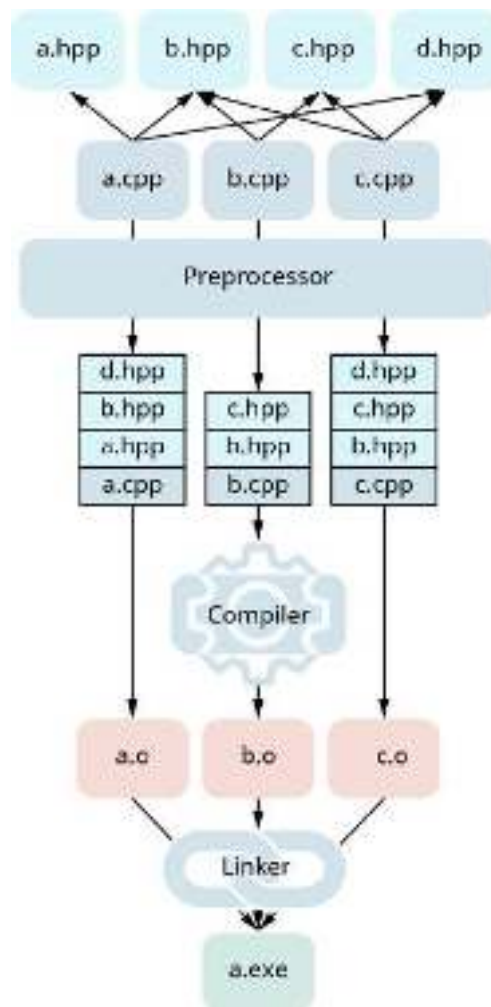 a.hpp b.hpp c.hpp d.hpp
a.cpp b.cpp c.cpp
Preprocessor
d.hpp d.hpp
b.hpp c.hpp c.hpp
a.hpp b.hpp b.hpp
a.cpp b.cpp c.cpp
Compiler
a.o b.o c.o
Linker
a.exe